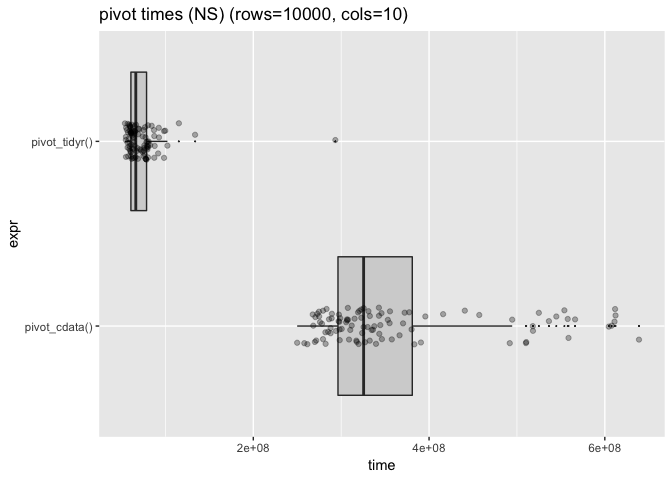 pivot times (NS) (rows=10000, cols=10)
expr
pivot_tidyr()
pivot_cdata()
2e+08 4e+08 6e+08
time